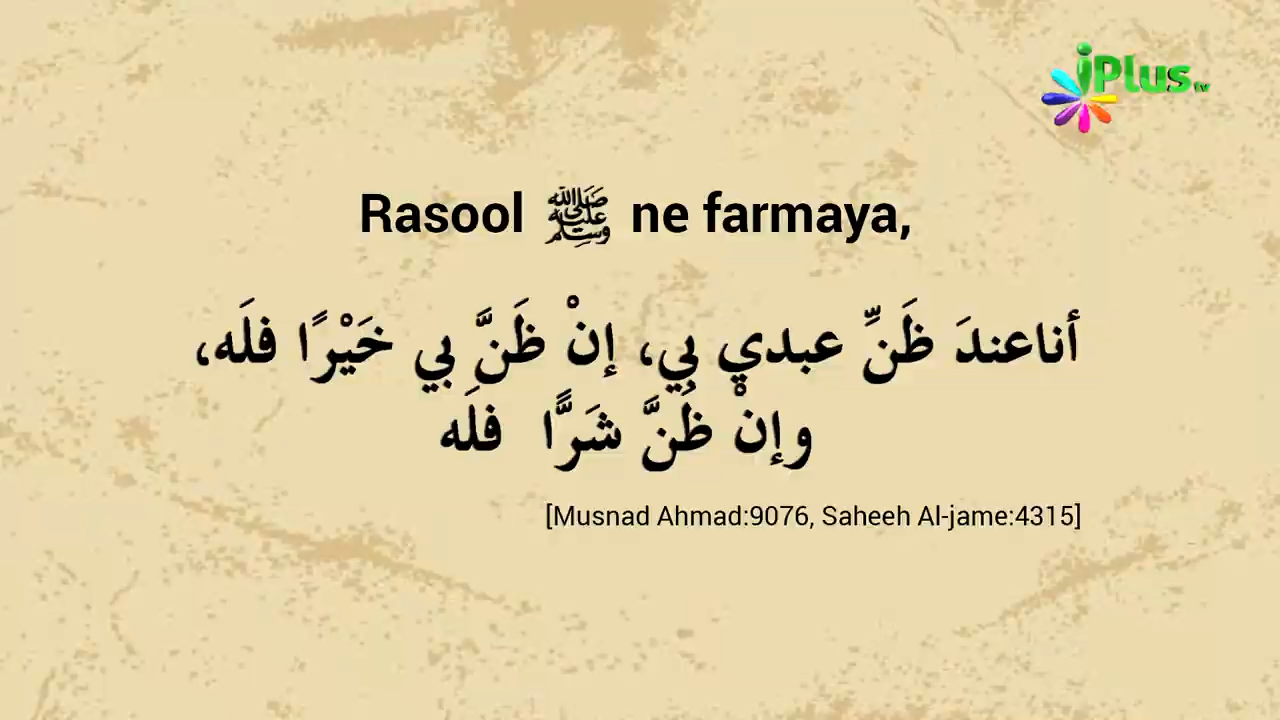 iPlus tv
Rasool ﷺ ne farmaya,
أناعندَ ظَنِّ عبدي بِي، إنْ ظَنَّ بي خَيْرًا فلَه،
وإنْ ظَنَّ شَرًّا فلَه
[Musnad Ahmad:9076, Saheeh Al-jame:4315]